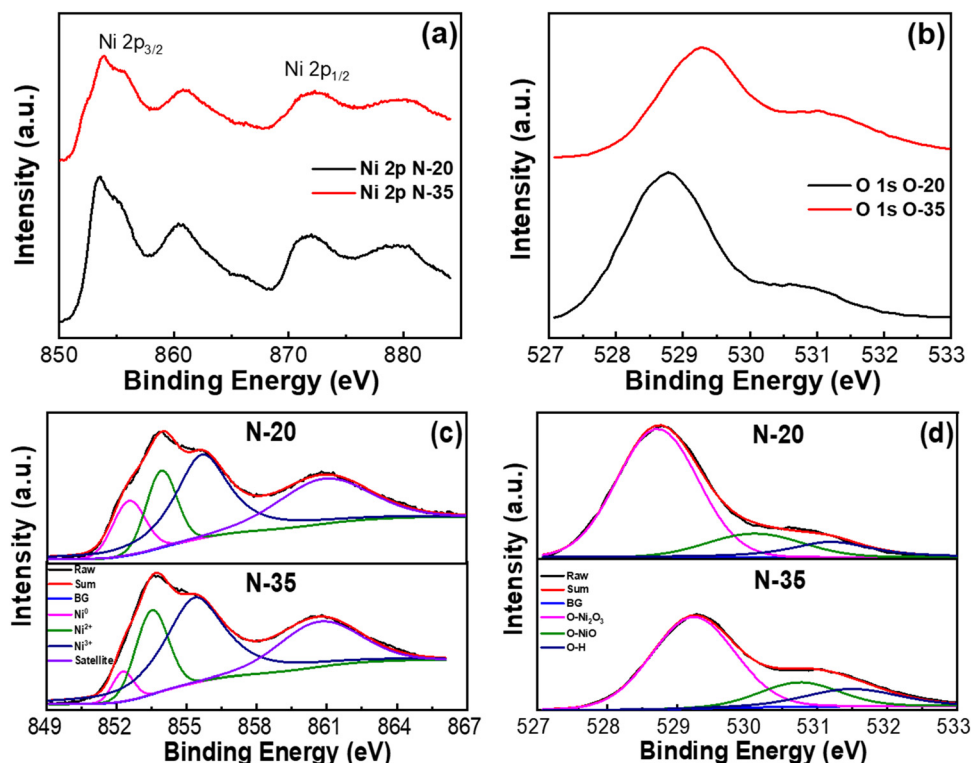 (a)
Ni 2p3/2
Ni 2p1/2
Ni 2p N-20
Ni 2p N-35
Intensity (a.u.)
850 860 870 880
Binding Energy (eV)
(b)
O 1s O-20
O 1s O-35
Intensity (a.u.)
527 528 529 530 531 532 533
Binding Energy (eV)
(c)
N-20
N-35
Raw
Sum
BG
Ni⁰
Ni²⁺
Ni³⁺
Satellite
Intensity (a.u.)
849 852 855 858 861 864 867
Binding Energy (eV)
(d)
N-20
N-35
Raw
Sum
BG
O-Ni₂O₃
O-NiO
O-H
Intensity (a.u.)
527 528 529 530 531 532 533
Binding Energy (eV)